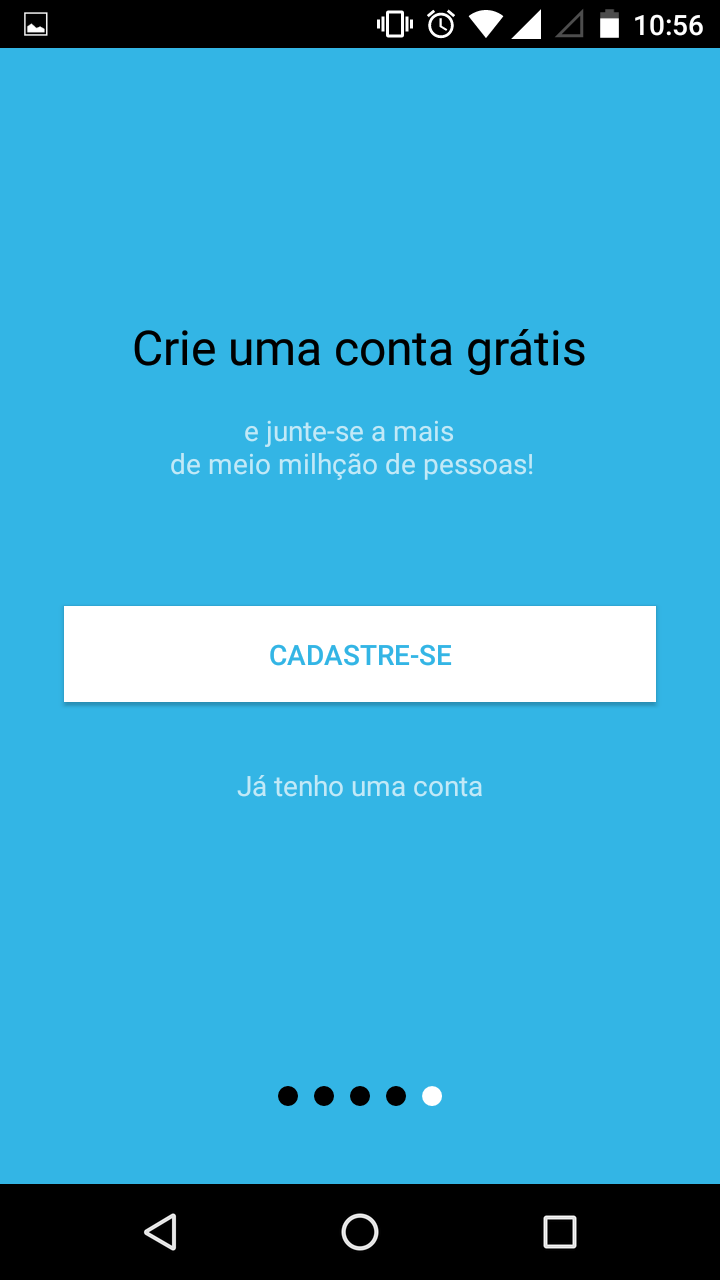 10:56
Crie uma conta grátis
e junte-se a mais
de meio milhção de pessoas!
CADASTRE-SE
Já tenho uma conta